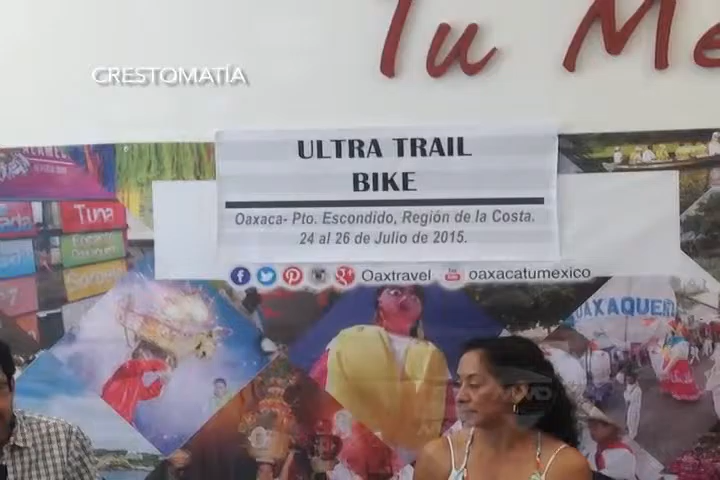 Tu Me
CRESTOMATÍA
ULTRA TRAIL
BIKE
Oaxaca- Pto. Escondido, Región de la Costa.
24 al 26 de Julio de 2015.
Oaxtravel oaxacatumexico
Tuna
OAXAQUEÑ